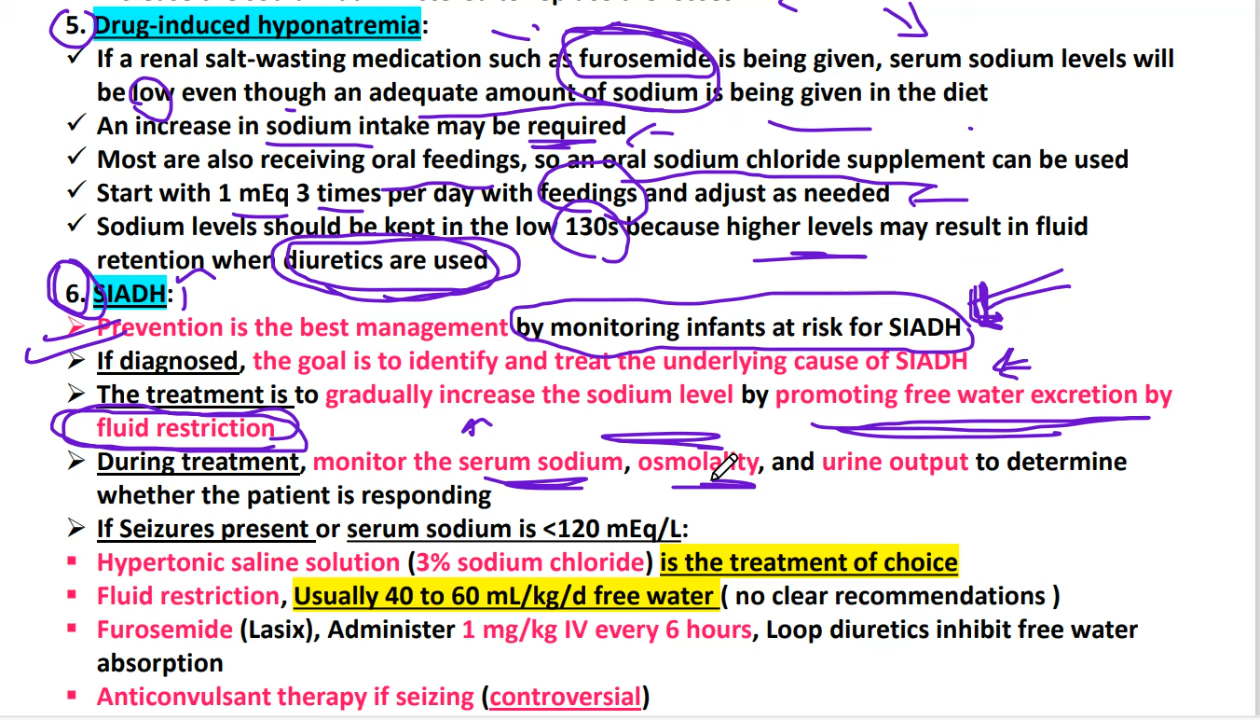 5. Drug-induced hyponatremia:
✓ If a renal salt-wasting medication such as furosemide is being given, serum sodium levels will
be low even though an adequate amount of sodium is being given in the diet
✓ An increase in sodium intake may be required
✓ Most are also receiving oral feedings, so an oral sodium chloride supplement can be used
✓ Start with 1 mEq 3 times per day with feedings and adjust as needed
✓ Sodium levels should be kept in the low 130s because higher levels may result in fluid
retention when diuretics are used
6. SIADH:
➢ Prevention is the best management by monitoring infants at risk for SIADH
➢ If diagnosed, the goal is to identify and treat the underlying cause of SIADH
➢ The treatment is to gradually increase the sodium level by promoting free water excretion by
fluid restriction
➢ During treatment, monitor the serum sodium, osmolality, and urine output to determine
whether the patient is responding
➢ If Seizures present or serum sodium is <120 mEq/L:
▪ Hypertonic saline solution (3% sodium chloride) is the treatment of choice
▪ Fluid restriction, Usually 40 to 60 mL/kg/d free water ( no clear recommendations )
▪ Furosemide (Lasix), Administer 1 mg/kg IV every 6 hours, Loop diuretics inhibit free water
absorption
▪ Anticonvulsant therapy if seizing (controversial)